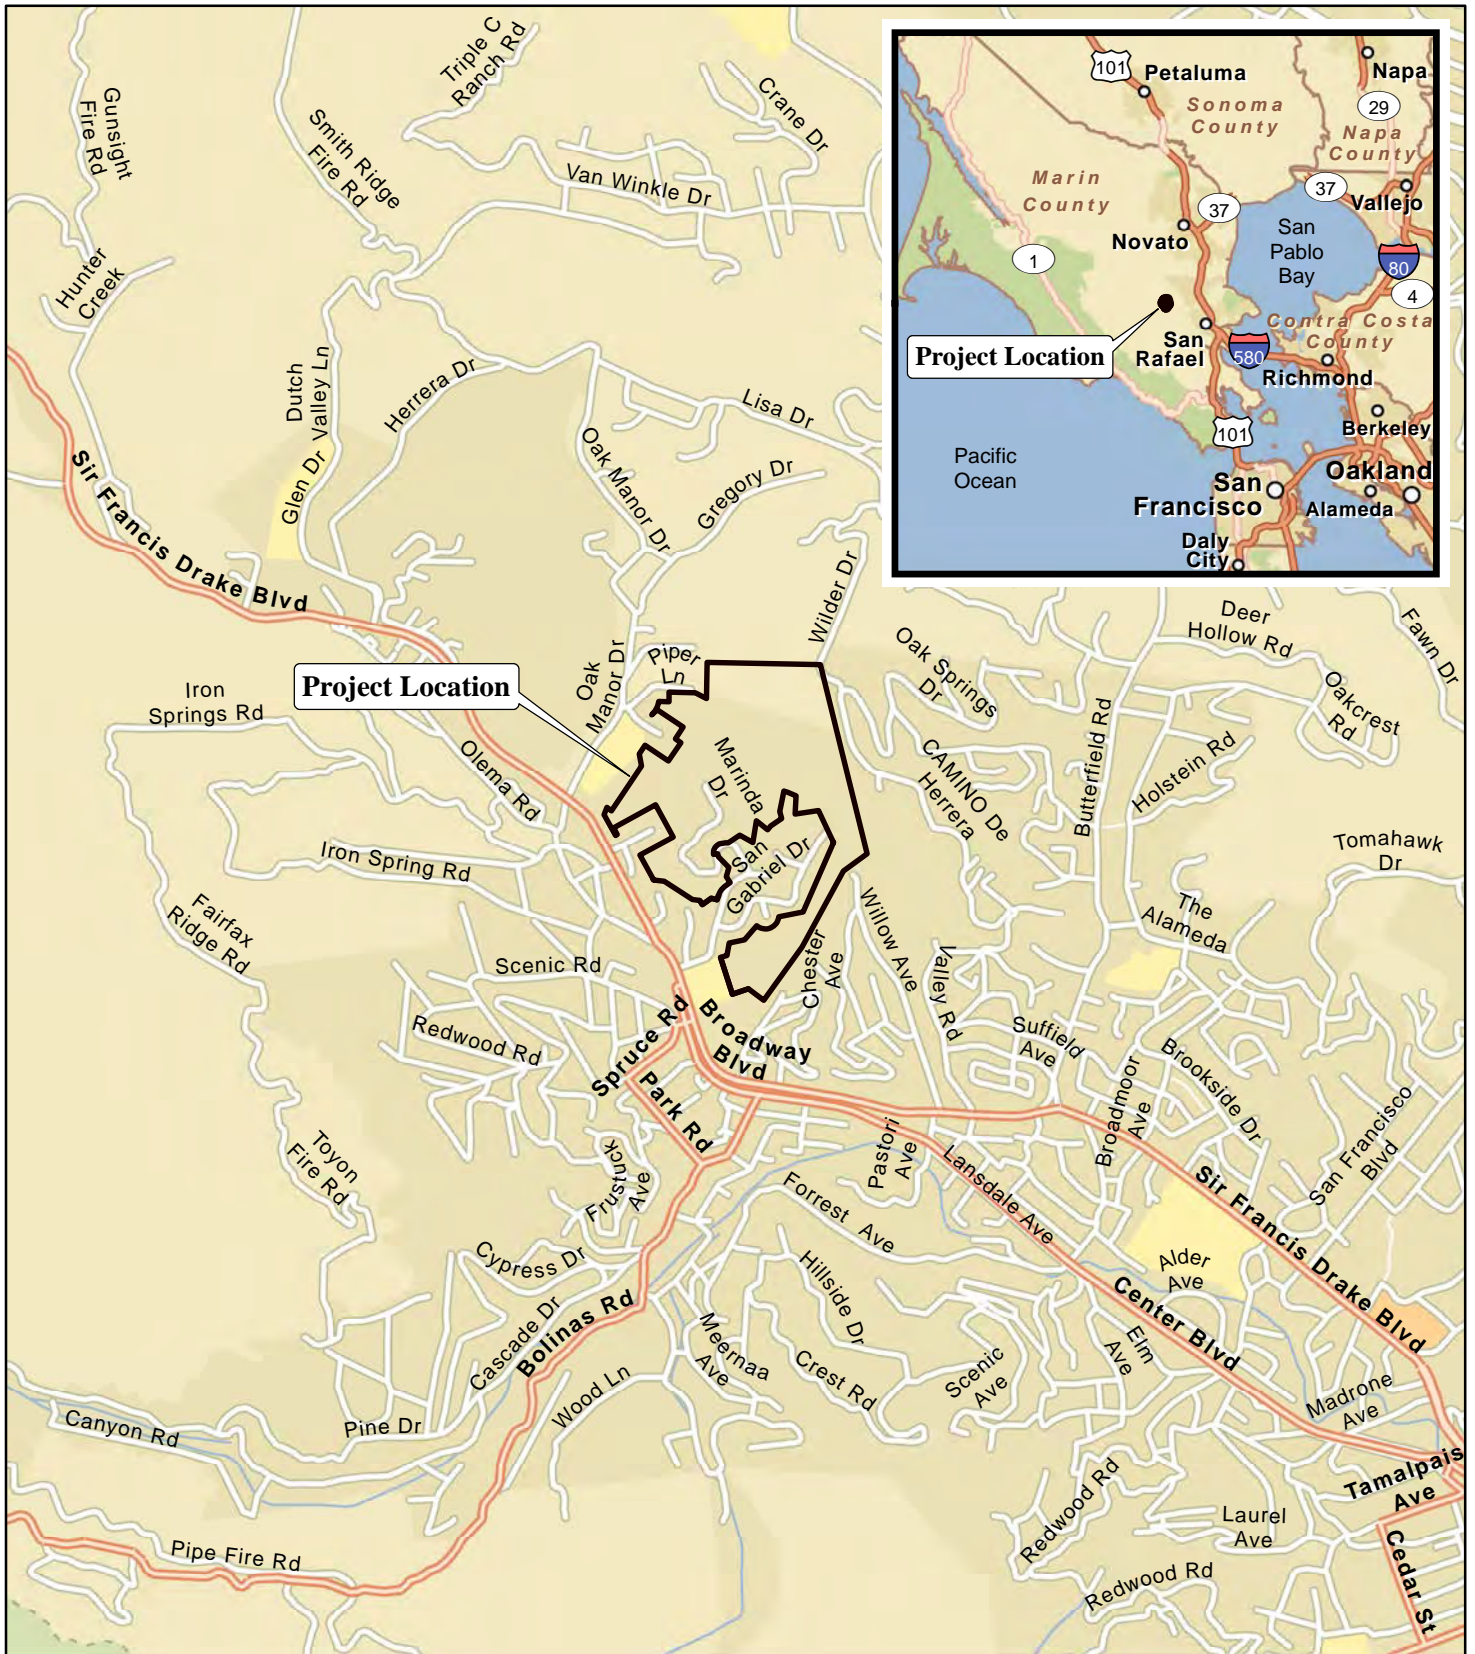 Triple C
Ranch Rd
Crane Dr
Gunsight
Fire Rd
Smith Ridge
Fire Rd
Van Winkle Dr
Hunter
Creek
Dutch
Valley Ln
Herrera Dr
Lisa Dr
Glen Dr
Oak Manor Dr
Gregory Dr
Sir Francis Drake Blvd
Wilder Dr
101
Petaluma
Napa
Sonoma
County
29
Napa
County
Marin
County
37
37
Vallejo
Novato
San
Pablo
Bay
1
80
4
Contra Costa
County
Project Location
San
Rafael
580
Richmond
101
Berkeley
Pacific
Ocean
San
Francisco
Oakland
Alameda
Daly
City
Deer
Hollow Rd
Fawn Dr
Oak Springs
Dr
Oakcrest
Rd
Oak
Manor Dr
Piper
Ln
Project Location
Iron
Springs Rd
Olema Rd
Marinda
Dr
CAMINO De
Herrera
Butterfield Rd
Holstein Rd
Tomahawk
Dr
Iron Spring Rd
San
Gabriel Dr
Fairfax
Ridge Rd
Willow Ave
The
Alameda
Chester
Ave
Valley Rd
Scenic Rd
Redwood Rd
Spruce Rd
Broadway
Blvd
Suffield
Ave
Brookside Dr
Park Rd
Broadmoor
Ave
San Francisco
Blvd
Toyon
Fire Rd
Frustuck
Ave
Pastori
Ave
Lansdale Ave
Forrest Ave
Sir Francis Drake Blvd
Cypress Dr
Hillside Dr
Alder
Ave
Center Blvd
Cascade Dr
Bolinas Rd
Meernaa
Ave
Elm
Ave
Crest Rd
Scenic
Ave
Wood Ln
Madrone
Ave
Canyon Rd
Pine Dr
Tamalpais
Ave
Redwood Rd
Laurel
Ave
Pipe Fire Rd
Redwood Rd
Cedar St